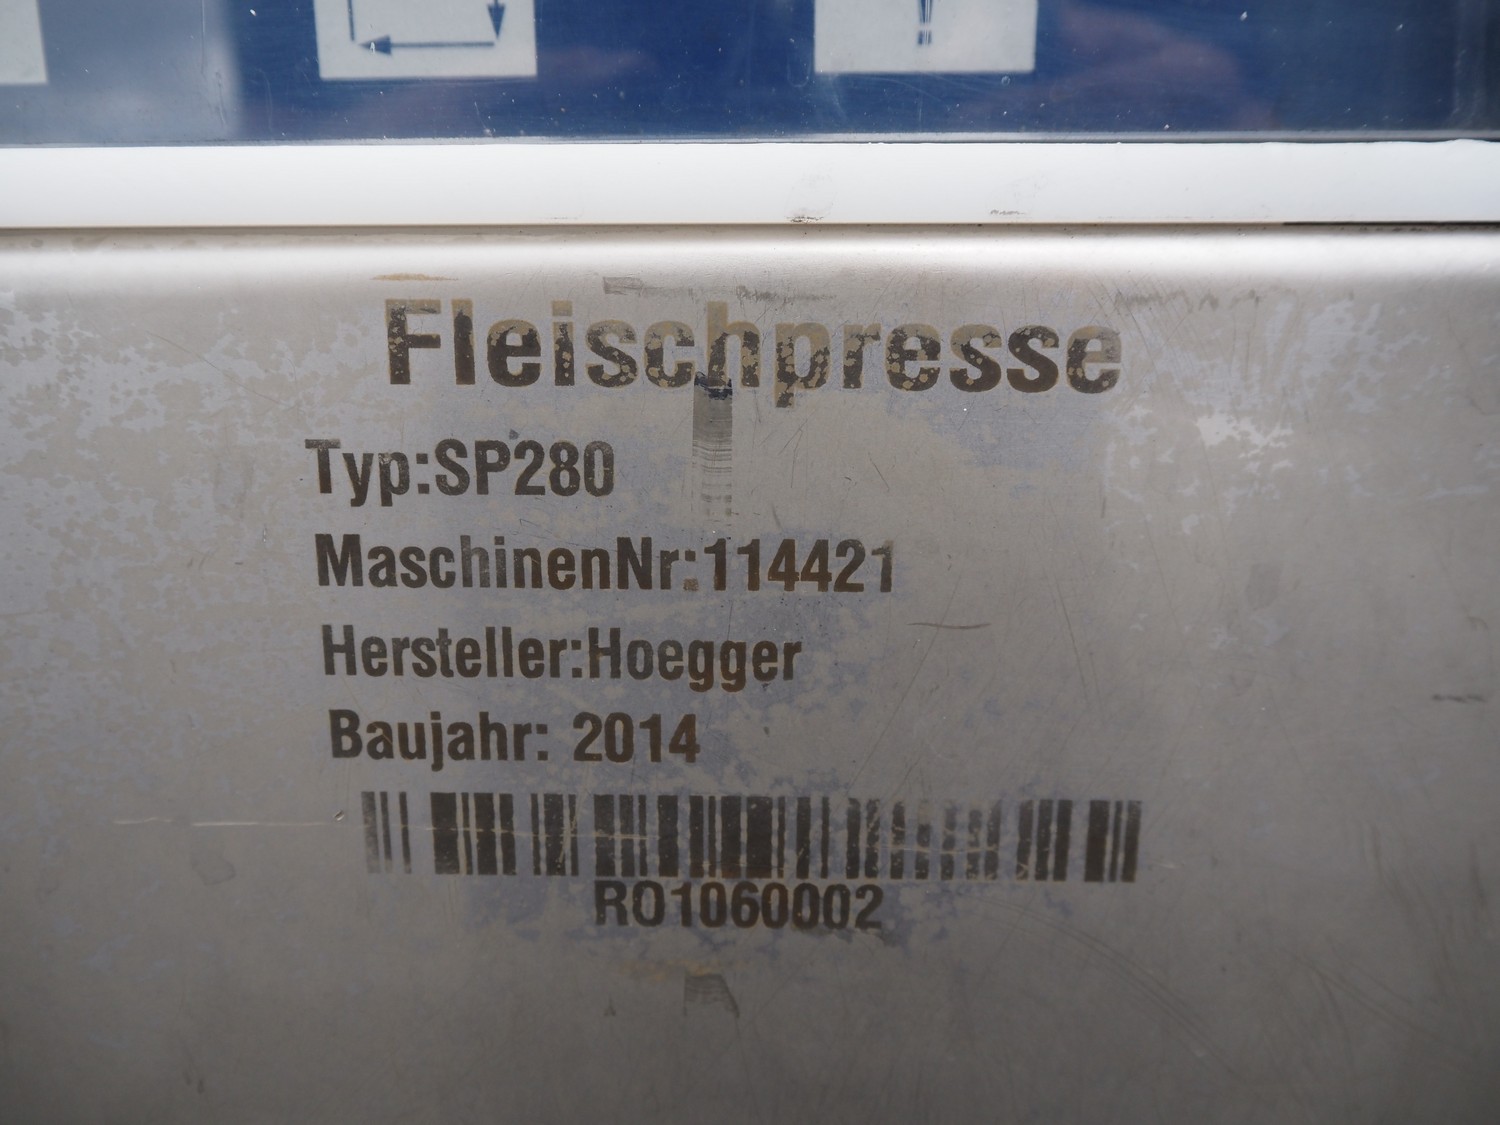 Fleischpresse
Typ:SP280
MaschinenNr:114421
Hersteller:Hoegger
Baujahr: 2014
RO1060002